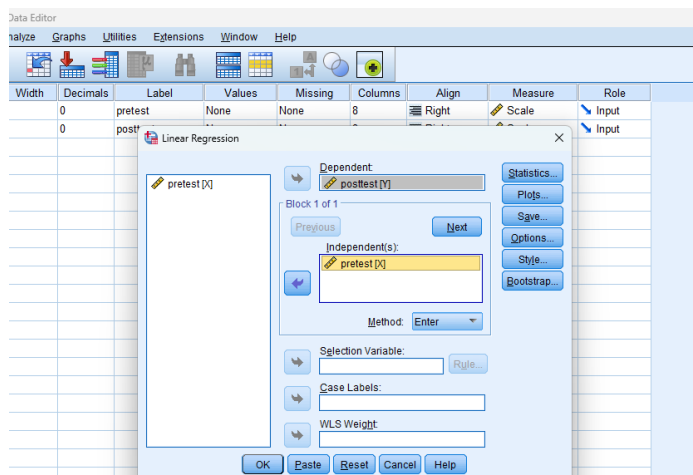 Data Editor
nalyze Graphs Utilities Extensions Window Help
Width Decimals Label Values Missing Columns Align Measure Role
0 pretest None None 8 Right Scale Input
0 Input
Linear Regression
pretest [X]
Dependent:
posttest [Y]
Block 1 of 1
Previous Next
Independent(s):
pretest [X]
Method: Enter
Selection Variable:
Rule...
Case Labels:
WLS Weight:
Statistics...
Plots...
Save...
Options...
Style...
Bootstrap...
OK Paste Reset Cancel Help